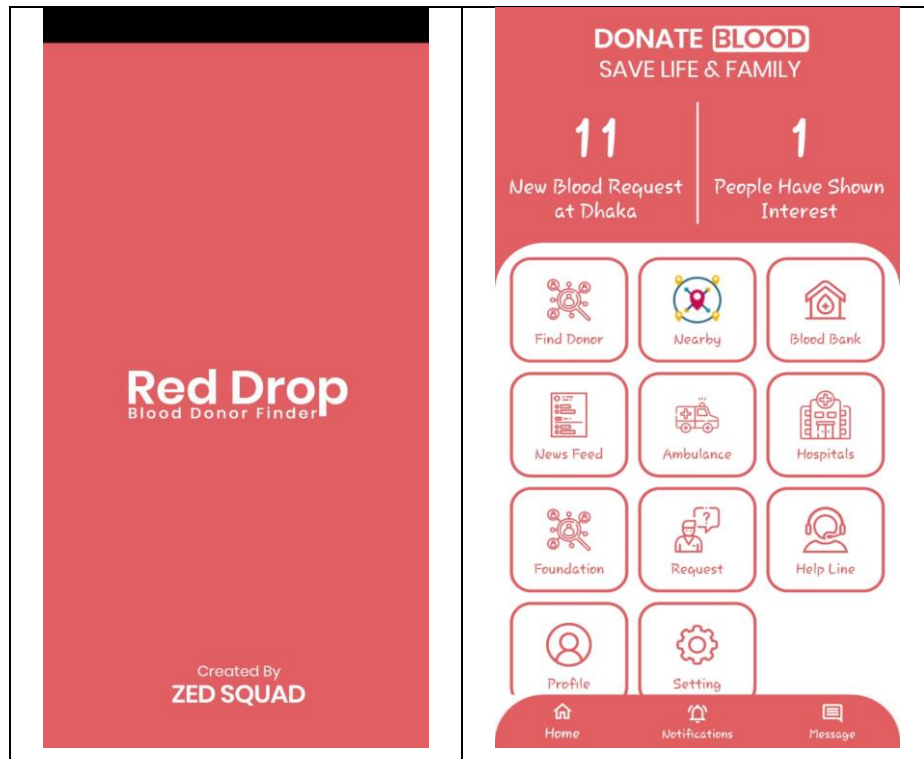 Red Drop
Blood Donor Finder
Created By
ZED SQUAD
DONATE BLOOD
SAVE LIFE & FAMILY
11
New Blood Request
at Dhaka
1
People Have Shown
Interest
Find Donor
Nearby
Blood Bank
News Feed
Ambulance
Hospitals
Foundation
Request
Help Line
Profile
Setting
Home
Notifications
Message